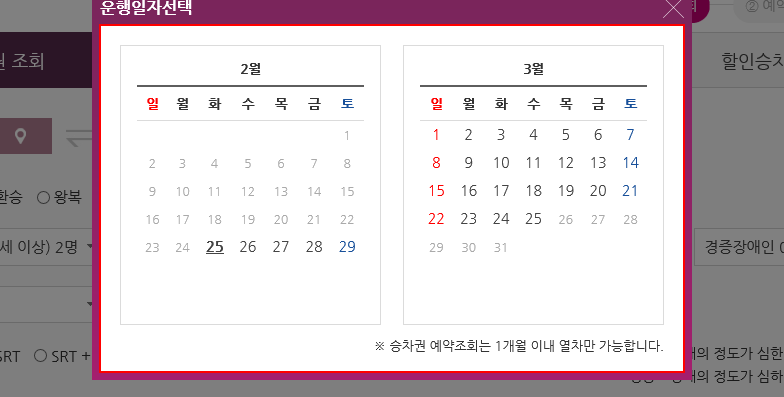 운행일자선택
② 예약
권 조회
할인승차
2월
일 월 화 수 목 금 토
1
2 3 4 5 6 7 8
9 10 11 12 13 14 15
16 17 18 19 20 21 22
23 24 25 26 27 28 29
3월
일 월 화 수 목 금 토
1 2 3 4 5 6 7
8 9 10 11 12 13 14
15 16 17 18 19 20 21
22 23 24 25 26 27 28
29 30 31
※ 승차권 예약조회는 1개월 이내 열차만 가능합니다.
환승 왕복
세 이상) 2명
경증장애인
SRT SRT +
의 정도가 심한
의 정도가 심하